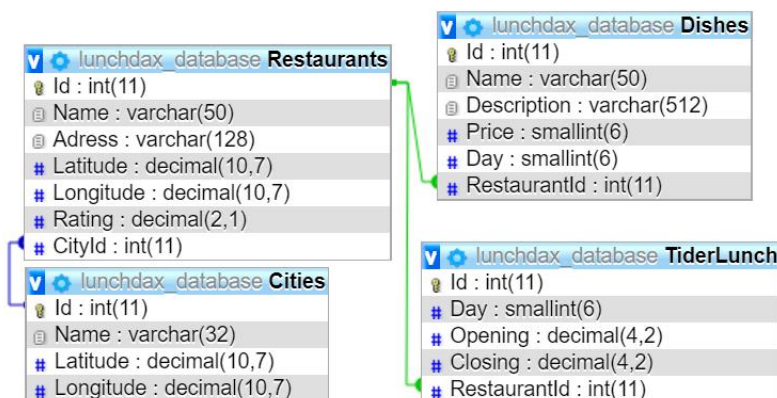 lunchdax_database Restaurants
Id : int(11)
Name : varchar(50)
Adress : varchar(128)
Latitude : decimal(10,7)
Longitude : decimal(10,7)
Rating : decimal(2,1)
CityId : int(11)
lunchdax_database Cities
Id : int(11)
Name : varchar(32)
Latitude : decimal(10,7)
Longitude : decimal(10,7)
lunchdax_database Dishes
Id : int(11)
Name : varchar(50)
Description : varchar(512)
Price : smallint(6)
Day : smallint(6)
RestaurantId : int(11)
lunchdax_database TiderLunch
Id : int(11)
Day : smallint(6)
Opening : decimal(4,2)
Closing : decimal(4,2)
RestaurantId : int(11)